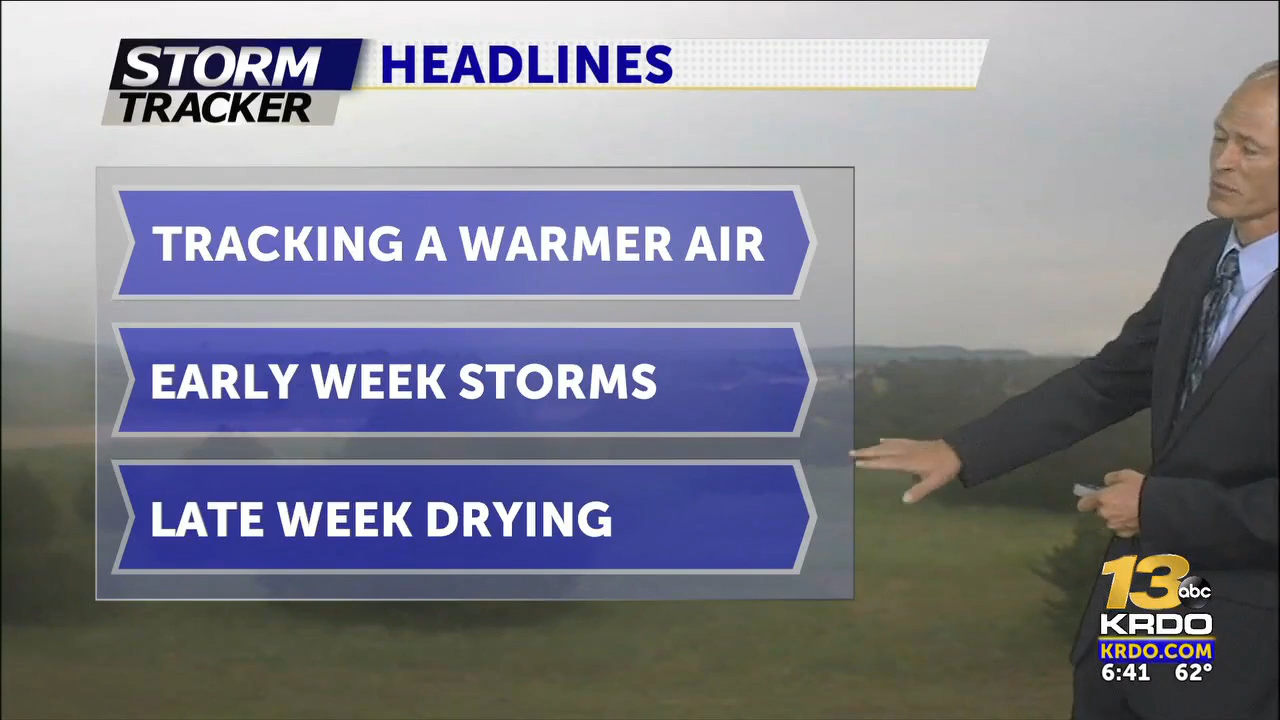 STORM
TRACKER
HEADLINES
TRACKING A WARMER AIR
EARLY WEEK STORMS
LATE WEEK DRYING
13 abc
KRDO
KRDO.COM
6:41 62°